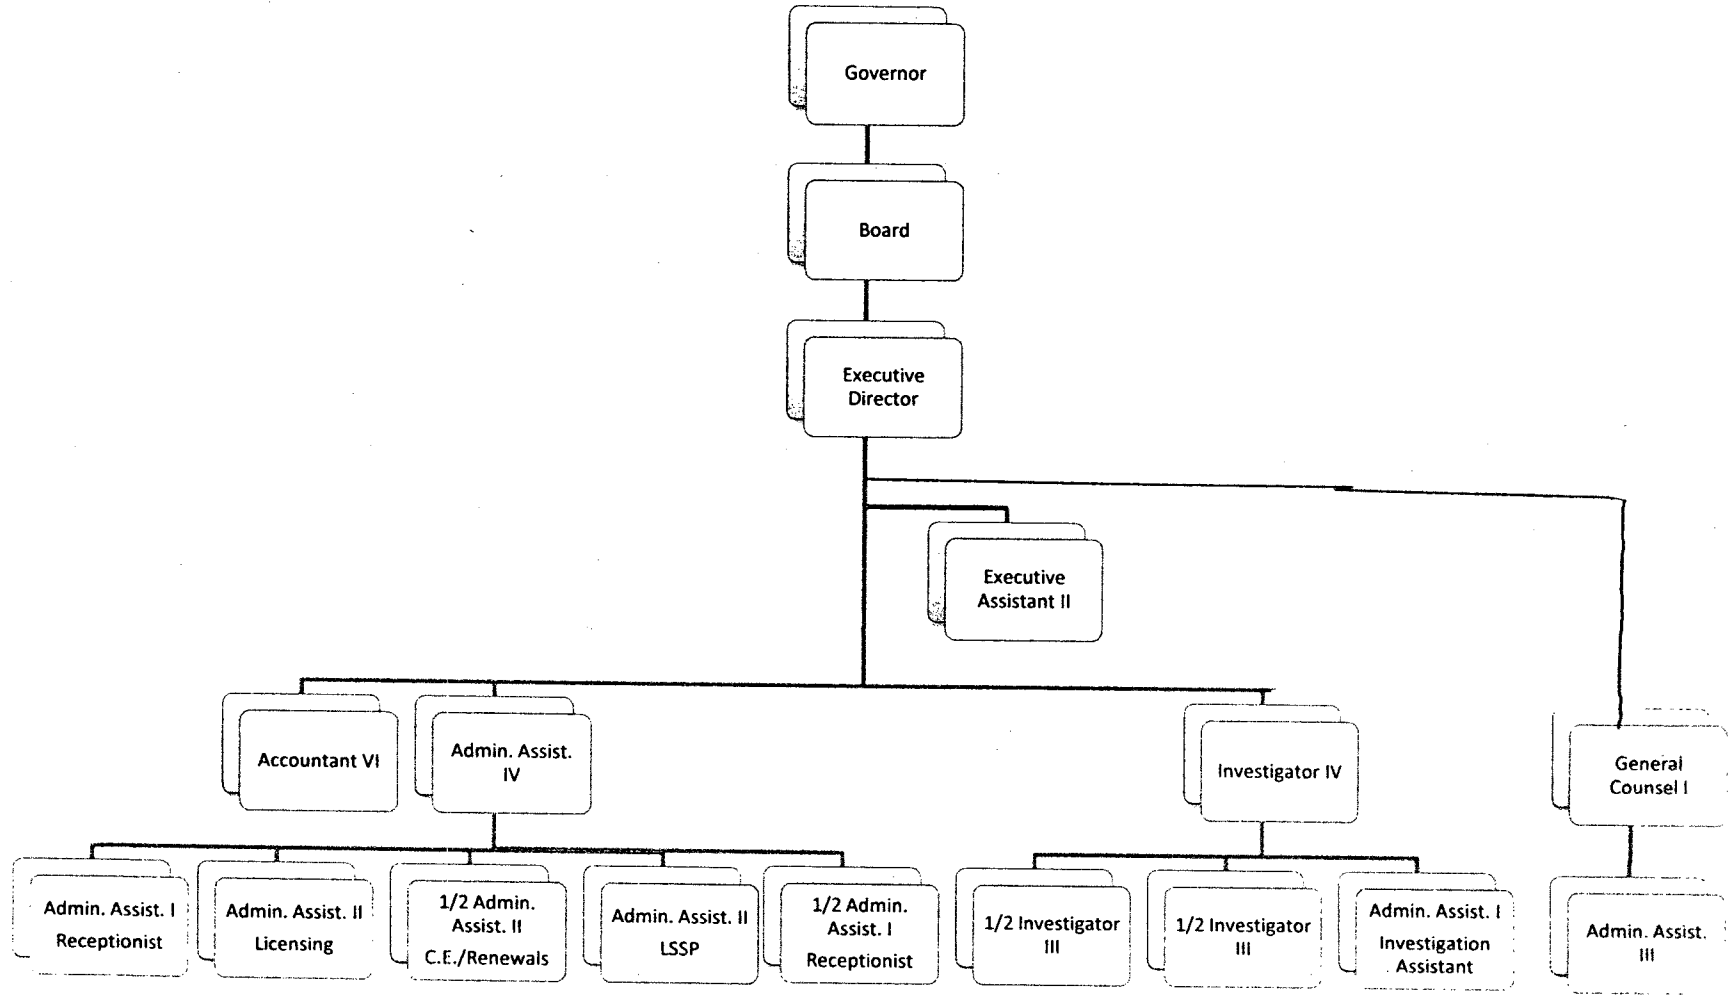 Governor
Board
Executive
Director
Executive
Assistant II
Accountant VI
Admin. Assist.
IV
Investigator IV
General
Counsel I
Admin. Assist. I
Receptionist
Admin. Assist. II
Licensing
1/2 Admin.
Assist. II
C.E./Renewals
Admin. Assist. II
LSSP
1/2 Admin.
Assist. I
Receptionist
1/2 Investigator
III
1/2 Investigator
III
Admin. Assist. I
Investigation
Assistant
Admin. Assist.
III